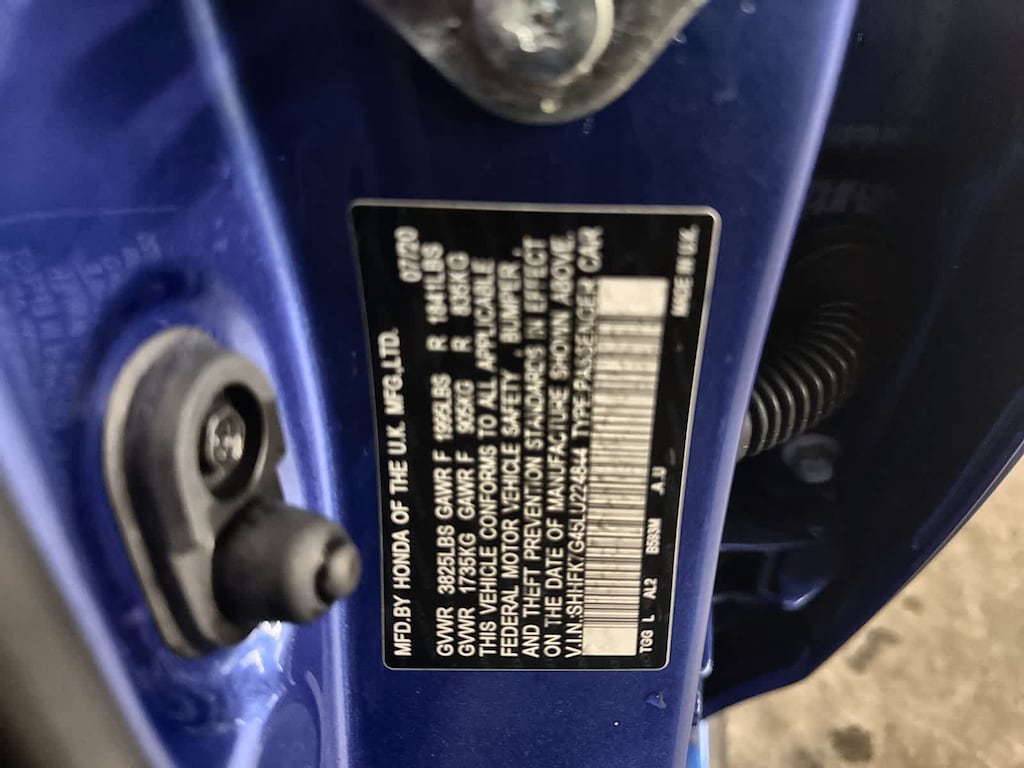 MFD.BY HONDA OF THE U.K. MFG.,LTD. 07/20
GVWR 3825LBS GAWR F 1995LBS R 1841LBS
GVWR 1735KG GAWR F 905KG R 835KG
THIS VEHICLE CONFORMS TO ALL APPLICABLE
FEDERAL MOTOR VEHICLE SAFETY , BUMPER ,
AND THEFT PREVENTION STANDARDS IN EFFECT
ON THE DATE OF MANUFACTURE SHOWN ABOVE.
V.I.N.:SHHFK7G45LU224844 TYPE:PASSENGER CAR
TGG L AL2 B593M JLU MADE IN U.K.